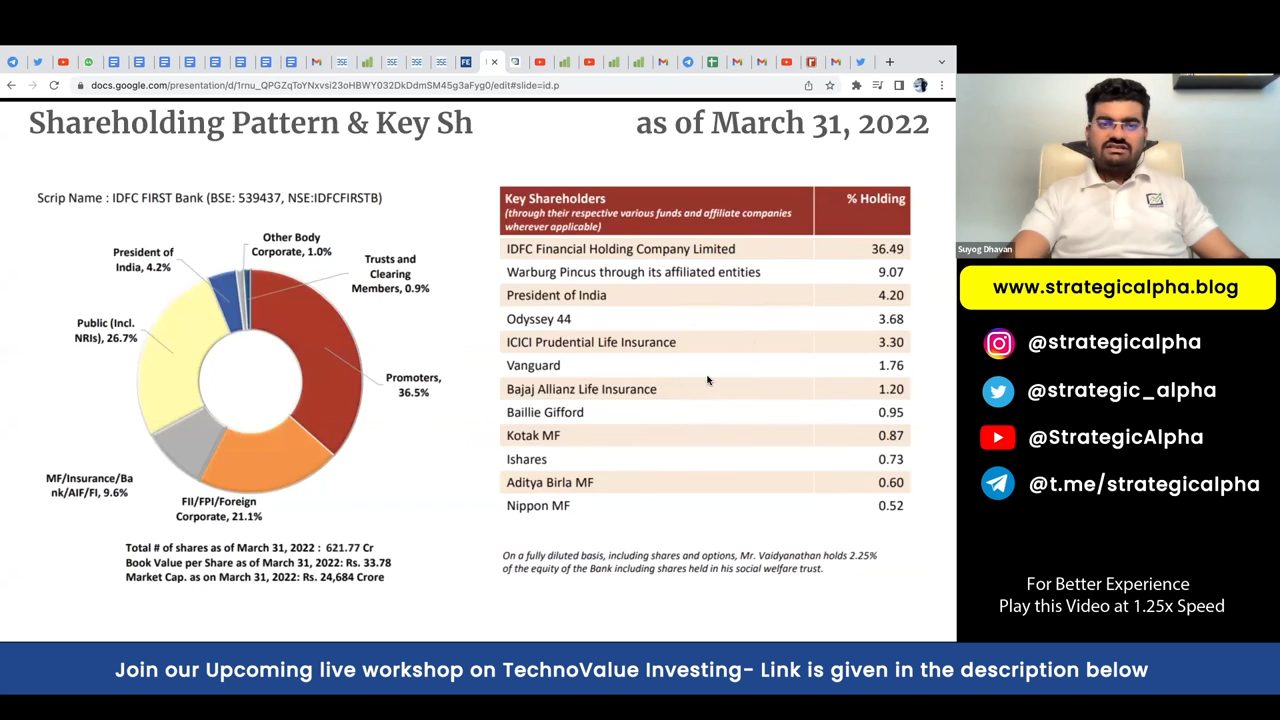 docs.google.com/presentation/d/1rnu_QPGZqToYNxvsi23oHBWY032DkDdmSM45g3aFyg0/edit#slide=id.p
Shareholding Pattern & Key Sh
as of March 31, 2022
Scrip Name : IDFC FIRST Bank (BSE: 539437, NSE:IDFCFIRSTB)
Other Body
Corporate, 1.0%
President of
India, 4.2%
Trusts and
Clearing
Members, 0.9%
Public (Incl.
NRIs), 26.7%
Promoters,
36.5%
MF/Insurance/Ba
nk/AIF/FI, 9.6%
FII/FPI/Foreign
Corporate, 21.1%
Total # of shares as of March 31, 2022 : 621.77 Cr
Book Value per Share as of March 31, 2022: Rs. 33.78
Market Cap. as on March 31, 2022: Rs. 24,684 Crore
Key Shareholders % Holding
(through their respective various funds and affiliate companies
wherever applicable)
IDFC Financial Holding Company Limited 36.49
Warburg Pincus through its affiliated entities 9.07
President of India 4.20
Odyssey 44 3.68
ICICI Prudential Life Insurance 3.30
Vanguard 1.76
Bajaj Allianz Life Insurance 1.20
Baillie Gifford 0.95
Kotak MF 0.87
Ishares 0.73
Aditya Birla MF 0.60
Nippon MF 0.52
On a fully diluted basis, including shares and options, Mr. Vaidyanathan holds 2.25%
of the equity of the Bank including shares held in his social welfare trust.
Suyog Dhavan
www.strategicalpha.blog
@strategicalpha
@strategic_alpha
@StrategicAlpha
@t.me/strategicalpha
For Better Experience
Play this Video at 1.25x Speed
Join our Upcoming live workshop on TechnoValue Investing- Link is given in the description below